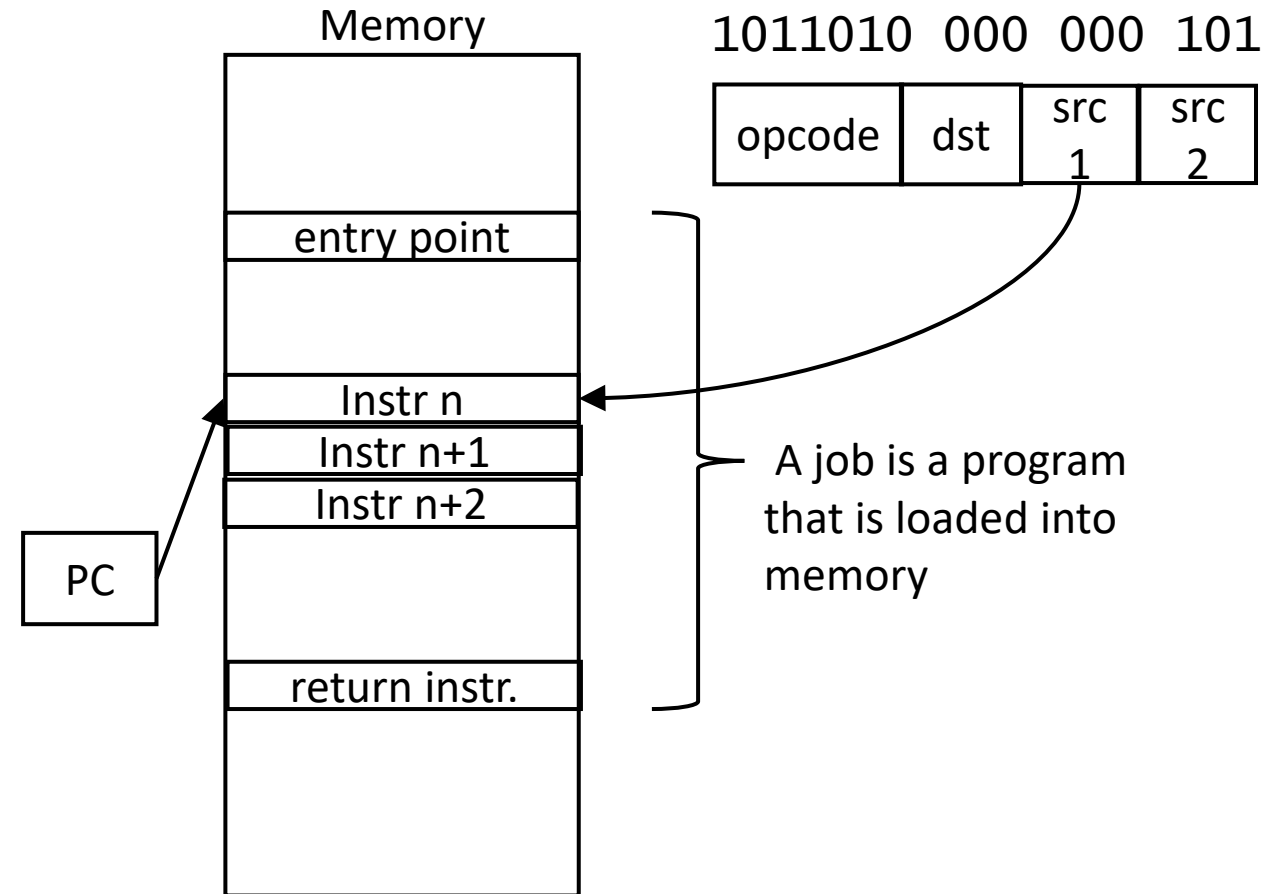 Memory
1011010 000 000 101
opcode
dst
src
1
src
2
entry point
Instr n
Instr n+1
Instr n+2
PC
A job is a program
that is loaded into
memory
return instr.